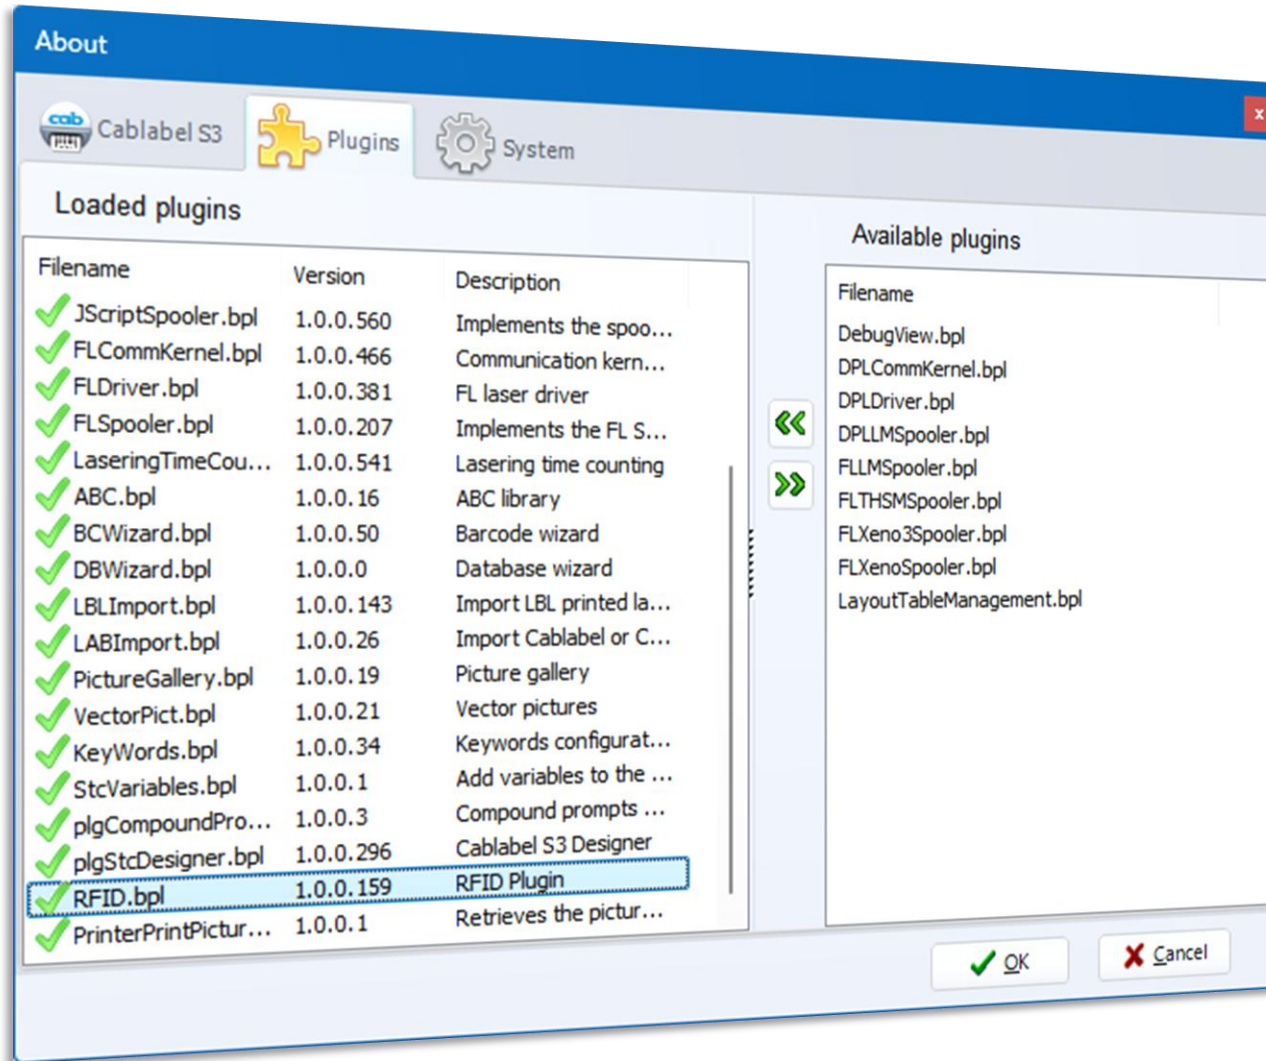 About
x
cab Cablabel S3 Plugins System
Loaded plugins
Filename Version Description
JScriptSpooler.bpl 1.0.0.560 Implements the spoo...
FLCommKernel.bpl 1.0.0.466 Communication kern...
FLDriver.bpl 1.0.0.381 FL laser driver
FLSpooler.bpl 1.0.0.207 Implements the FL S...
LaseringTimeCou... 1.0.0.541 Lasering time counting
ABC.bpl 1.0.0.16 ABC library
BCWizard.bpl 1.0.0.50 Barcode wizard
DBWizard.bpl 1.0.0.0 Database wizard
LBLImport.bpl 1.0.0.143 Import LBL printed la...
LABImport.bpl 1.0.0.26 Import Cablabel or C...
PictureGallery.bpl 1.0.0.19 Picture gallery
VectorPict.bpl 1.0.0.21 Vector pictures
KeyWords.bpl 1.0.0.34 Keywords configurat...
StcVariables.bpl 1.0.0.1 Add variables to the ...
plgCompoundPro... 1.0.0.3 Compound prompts ...
plgStcDesigner.bpl 1.0.0.296 Cablabel S3 Designer
RFID.bpl 1.0.0.159 RFID Plugin
PrinterPrintPictur... 1.0.0.1 Retrieves the pictur...
Available plugins
Filename
DebugView.bpl
DPLCommKernel.bpl
DPLDriver.bpl
DPLLMSpooler.bpl
FLLMSpooler.bpl
FLTHSMSpooler.bpl
FLXeno3Spooler.bpl
FLXenoSpooler.bpl
LayoutTableManagement.bpl
OK Cancel